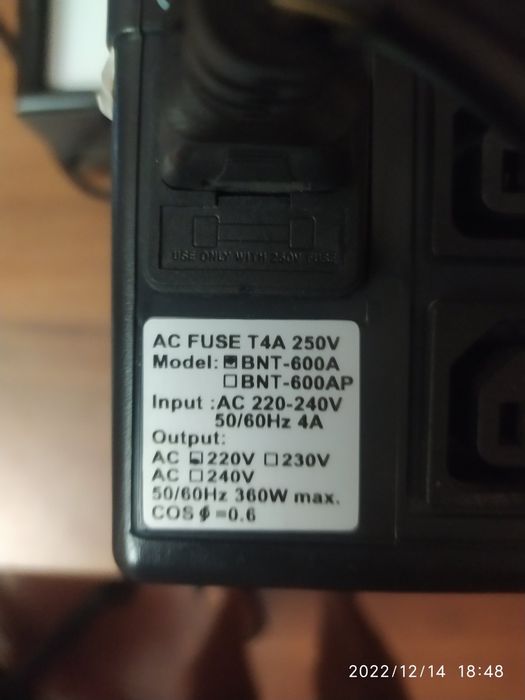 USE ONLY WITH 250V FUSE
AC FUSE T4A 250V
Model: BNT-600A
BNT-600AP
Input :AC 220-240V
50/60Hz 4A
Output:
AC 220V 230V
AC 240V
50/60Hz 360W max.
COS ϕ =0.6
2022/12/14 18:48